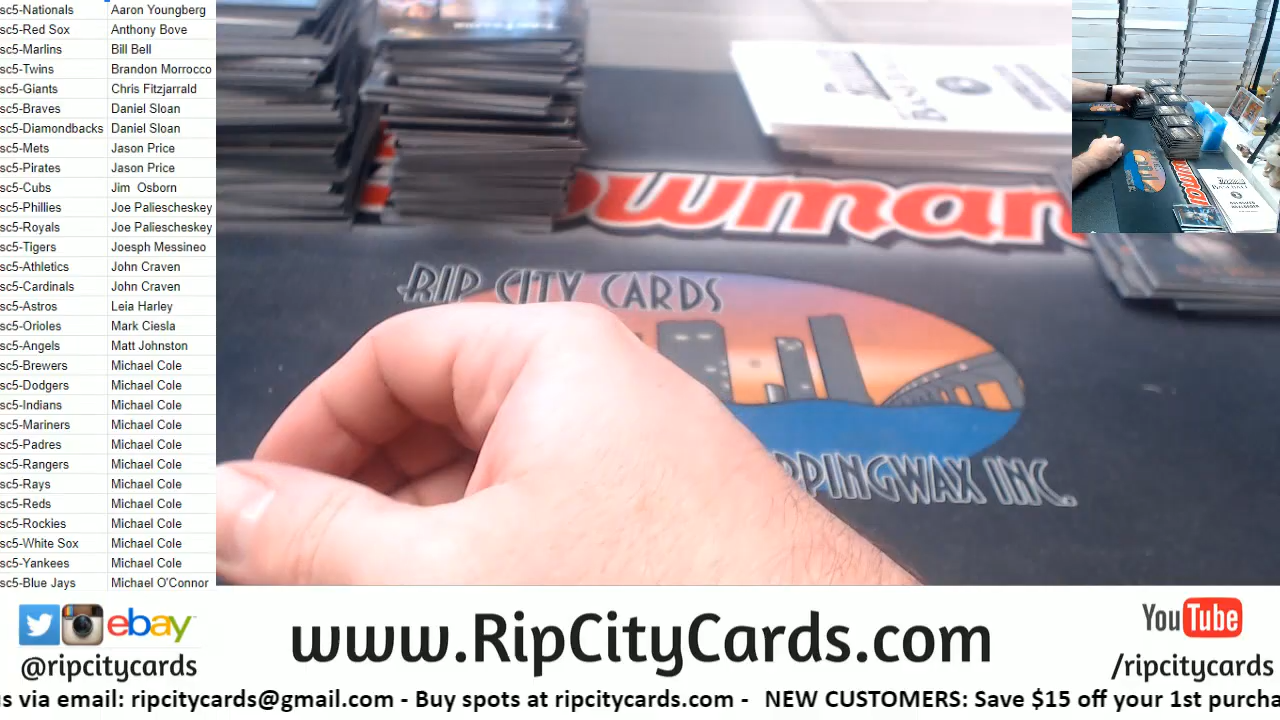 sc5-Nationals Aaron Youngberg
sc5-Red Sox Anthony Bove
sc5-Marlins Bill Bell
sc5-Twins Brandon Morrocco
sc5-Giants Chris Fitzjarrald
sc5-Braves Daniel Sloan
sc5-Diamondbacks Daniel Sloan
sc5-Mets Jason Price
sc5-Pirates Jason Price
sc5-Cubs Jim Osborn
sc5-Phillies Joe Paliescheskey
sc5-Royals Joe Paliescheskey
sc5-Tigers Joesph Messineo
sc5-Athletics John Craven
sc5-Cardinals John Craven
sc5-Astros Leia Harley
sc5-Orioles Mark Ciesla
sc5-Angels Matt Johnston
sc5-Brewers Michael Cole
sc5-Dodgers Michael Cole
sc5-Indians Michael Cole
sc5-Mariners Michael Cole
sc5-Padres Michael Cole
sc5-Rangers Michael Cole
sc5-Rays Michael Cole
sc5-Reds Michael Cole
sc5-Rockies Michael Cole
sc5-White Sox Michael Cole
sc5-Yankees Michael Cole
sc5-Blue Jays Michael O'Connor
owman
RIP CITY CARDS
PPINGWAX INC.
ebay
@ripcitycards
www.RipCityCards.com
YouTube
/ripcitycards
us via email: ripcitycards@gmail.com - Buy spots at ripcitycards.com - NEW CUSTOMERS: Save $15 off your 1st purcha